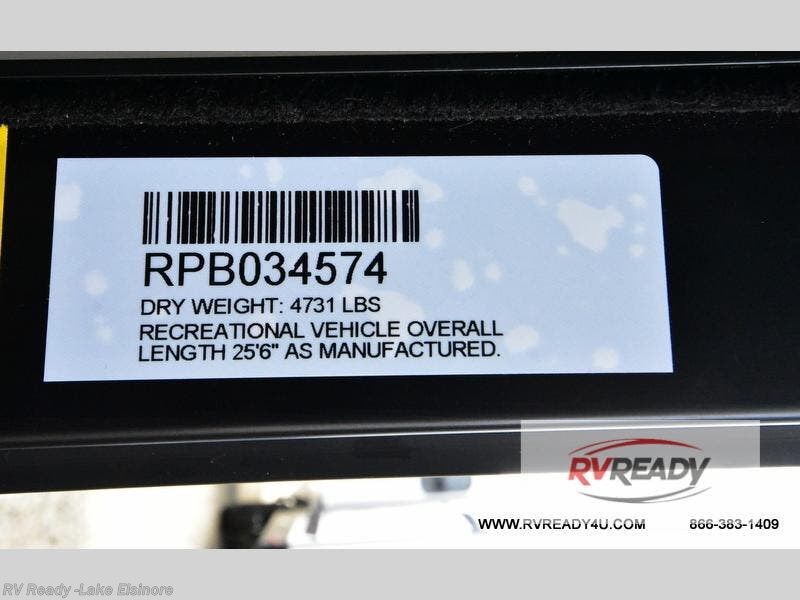 RPB034574
DRY WEIGHT: 4731 LBS
RECREATIONAL VEHICLE OVERALL
LENGTH 25'6" AS MANUFACTURED.
RVREADY
WWW.RVREADY4U.COM 866-383-1409
RV Ready -Lake Elsinore